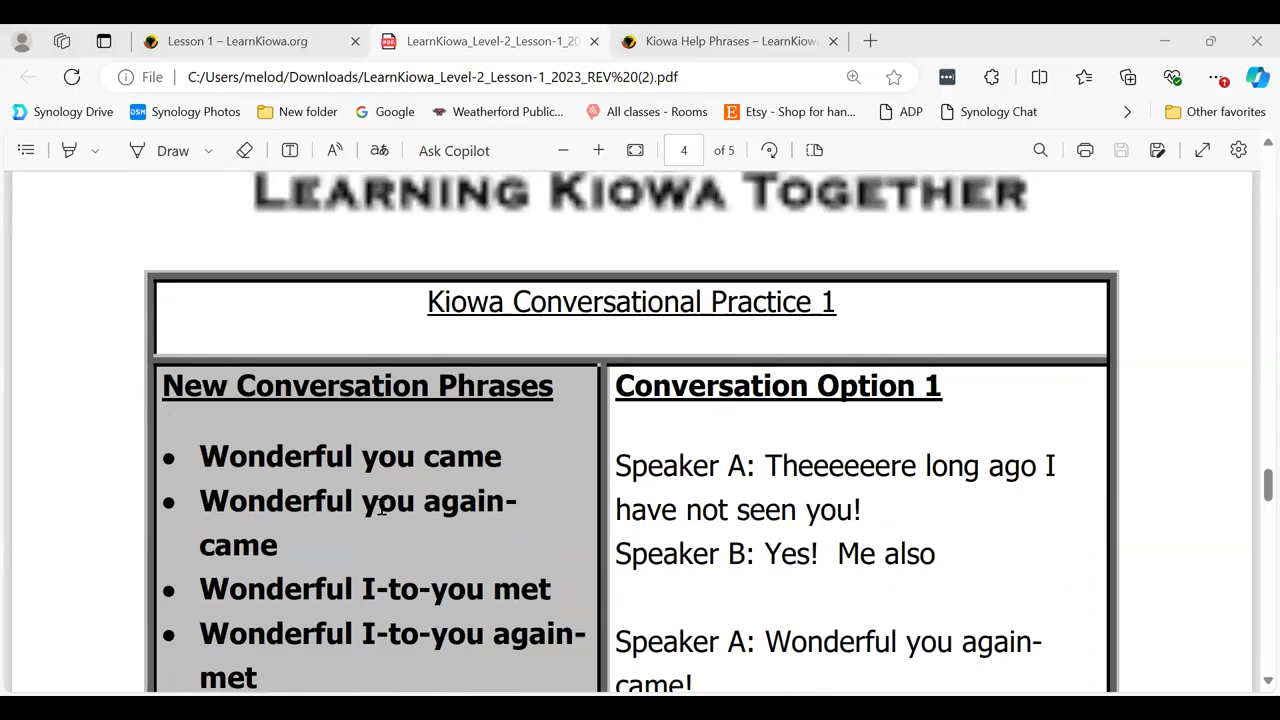 Lesson 1 – LearnKiowa.org
LearnKiowa_Level-2_Lesson-1_20
Kiowa Help Phrases – LearnKiow
File
C:/Users/melod/Downloads/LearnKiowa_Level-2_Lesson-1_2023_REV%20(2).pdf
Synology Drive
DSM
Synology Photos
New folder
Google
Weatherford Public...
All classes - Rooms
Etsy - Shop for han...
ADP
Synology Chat
Other favorites
Draw
Ask Copilot
4 of 5
LEARNING KIOWA TOGETHER
Kiowa Conversational Practice 1
New Conversation Phrases
• Wonderful you came
• Wonderful you again-
came
• Wonderful I-to-you met
• Wonderful I-to-you again-
met
Conversation Option 1
Speaker A: Theeeeeere long ago I
have not seen you!
Speaker B: Yes! Me also
Speaker A: Wonderful you again-
came!